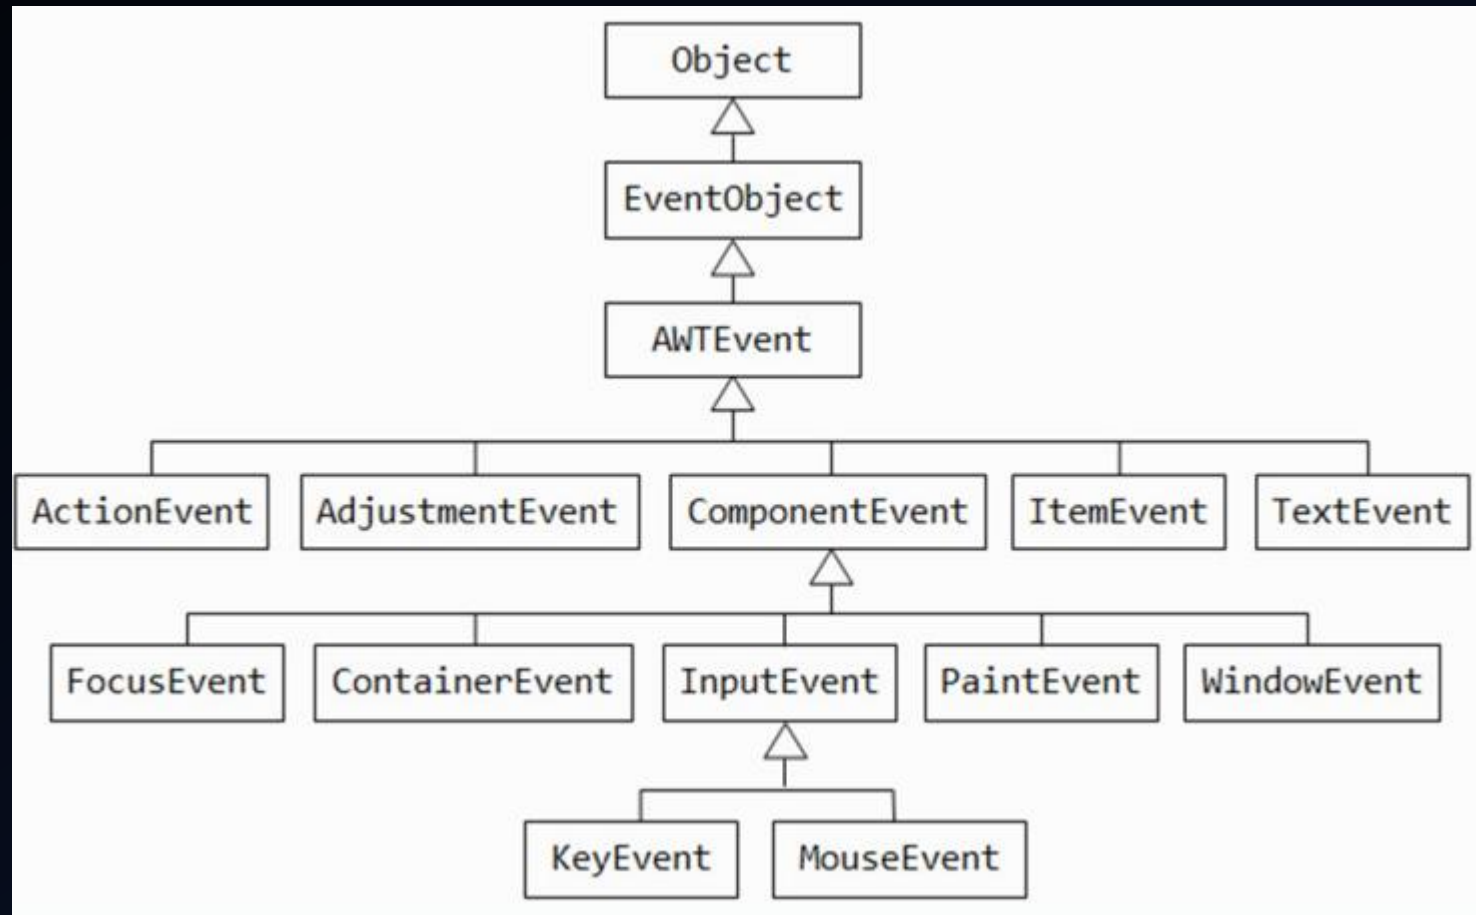 Object
EventObject
AWTEvent
ActionEvent AdjustmentEvent ComponentEvent ItemEvent TextEvent
FocusEvent ContainerEvent InputEvent PaintEvent WindowEvent
KeyEvent MouseEvent